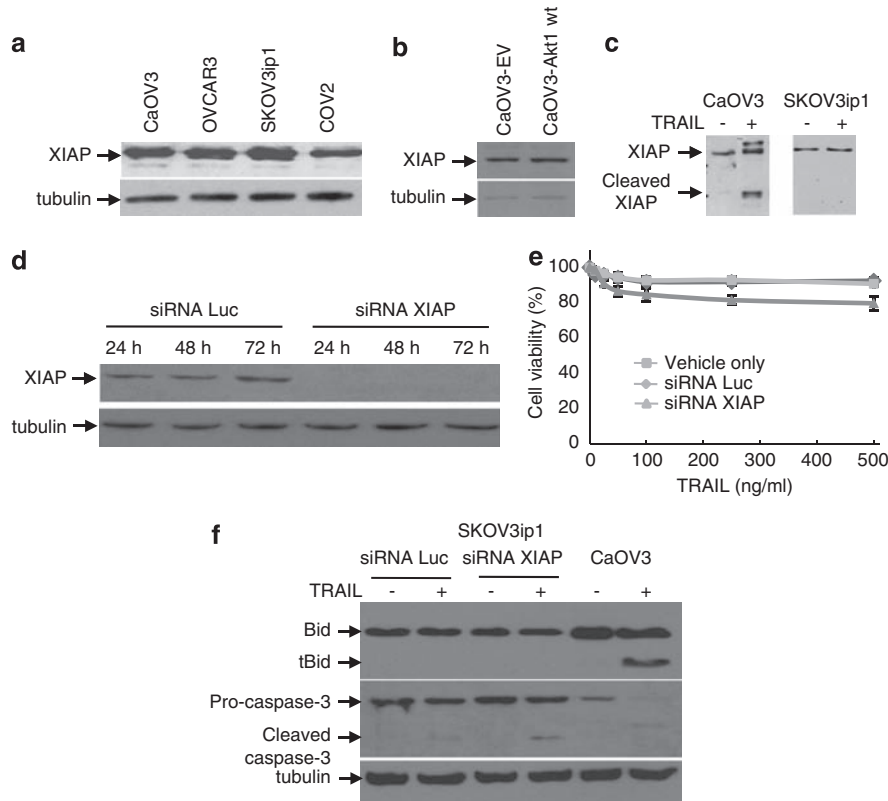 a
CaOV3
OVCAR3
SKOV3ip1
COV2
XIAP
tubulin
b
CaOV3-EV
CaOV3-Akt1 wt
XIAP
tubulin
c
CaOV3 SKOV3ip1
TRAIL - + - +
XIAP
Cleaved
XIAP
d
siRNA Luc siRNA XIAP
24 h 48 h 72 h 24 h 48 h 72 h
XIAP
tubulin
e
Cell viability (%)
100
80
60
40
20
0
Vehicle only
siRNA Luc
siRNA XIAP
0 100 200 300 400 500
TRAIL (ng/ml)
f
SKOV3ip1
siRNA Luc siRNA XIAP CaOV3
TRAIL - + - + - +
Bid
tBid
Pro-caspase-3
Cleaved
caspase-3
tubulin